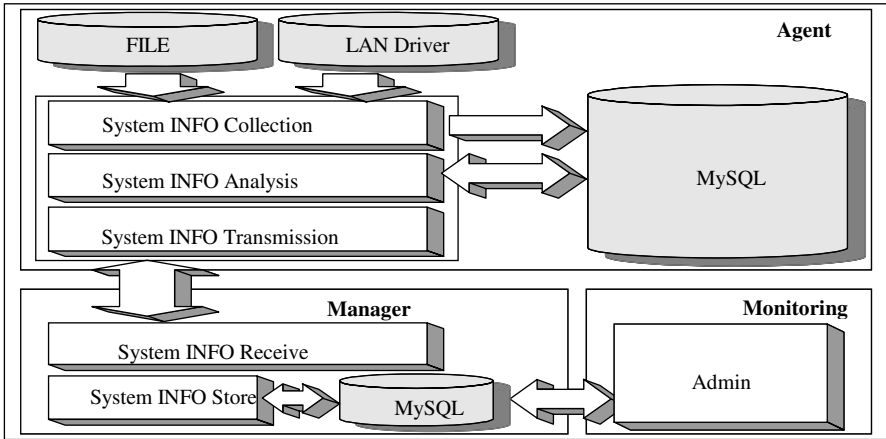 FILE
LAN Driver
Agent
System INFO Collection
System INFO Analysis
System INFO Transmission
MySQL
Manager
System INFO Receive
System INFO Store
MySQL
Monitoring
Admin